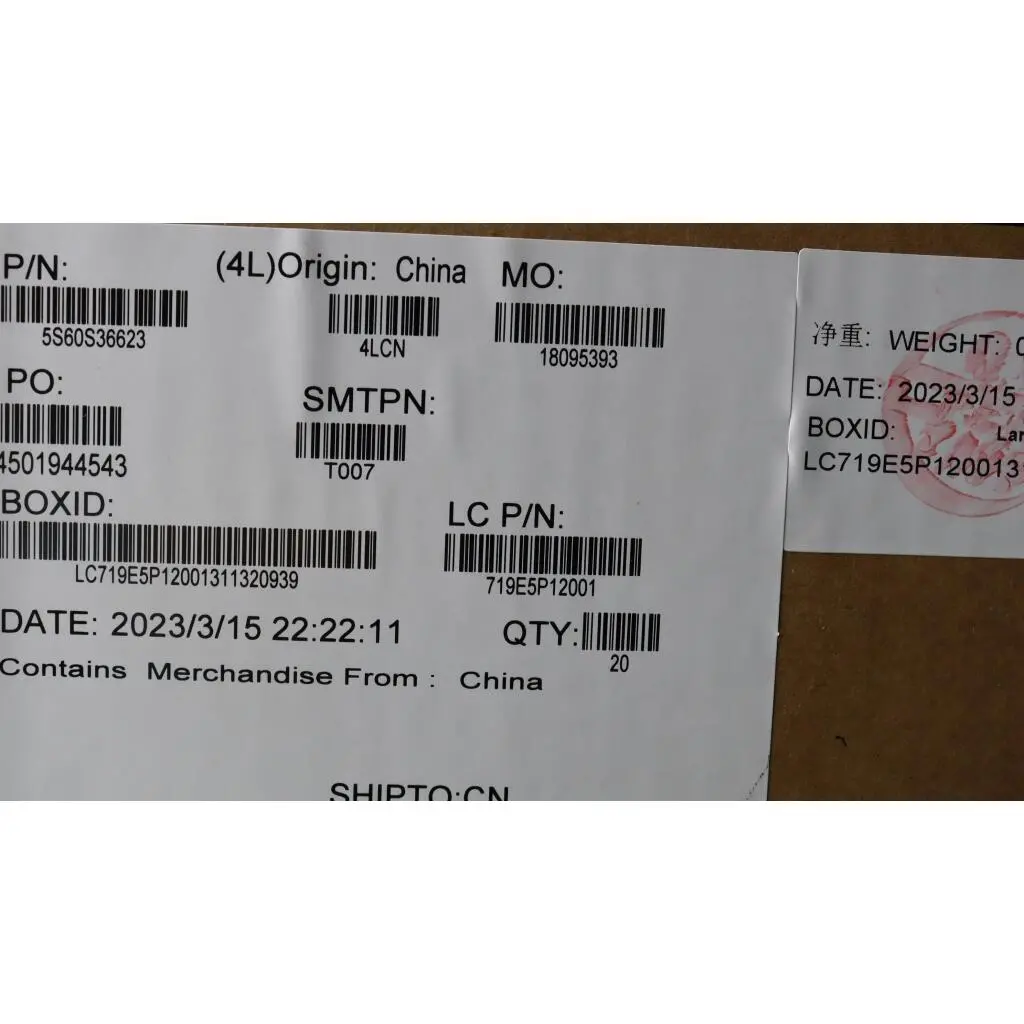 P/N:
5S60S36623
(4L)Origin: China
4LCN
MO:
18095393
PO:
4501944543
SMTPN:
T007
BOXID:
LC719E5P12001311320939
LC P/N:
719E5P12001
DATE: 2023/3/15 22:22:11
QTY:
20
Contains Merchandise From : China
SHIPTO:CN
净重: WEIGHT: 0
DATE: 2023/3/15
BOXID:
LC719E5P120013